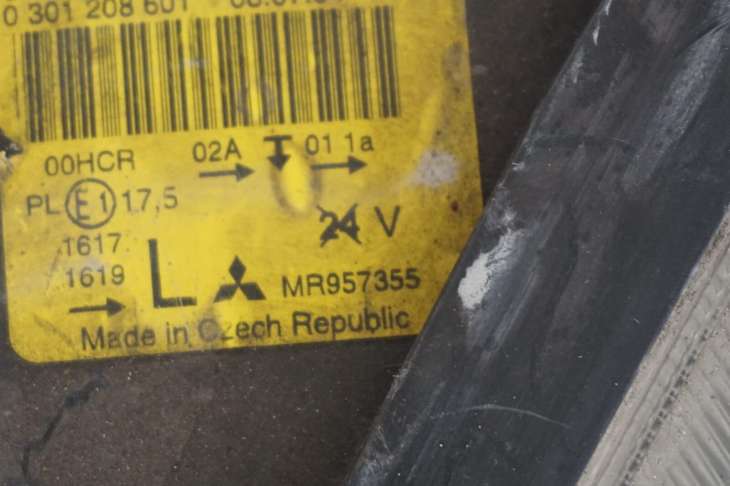 0 301 208 601
00HCR 02A 01 1a
PL E1 17,5
24 V
1617
1619 L MR957355
Made in Czech Republic